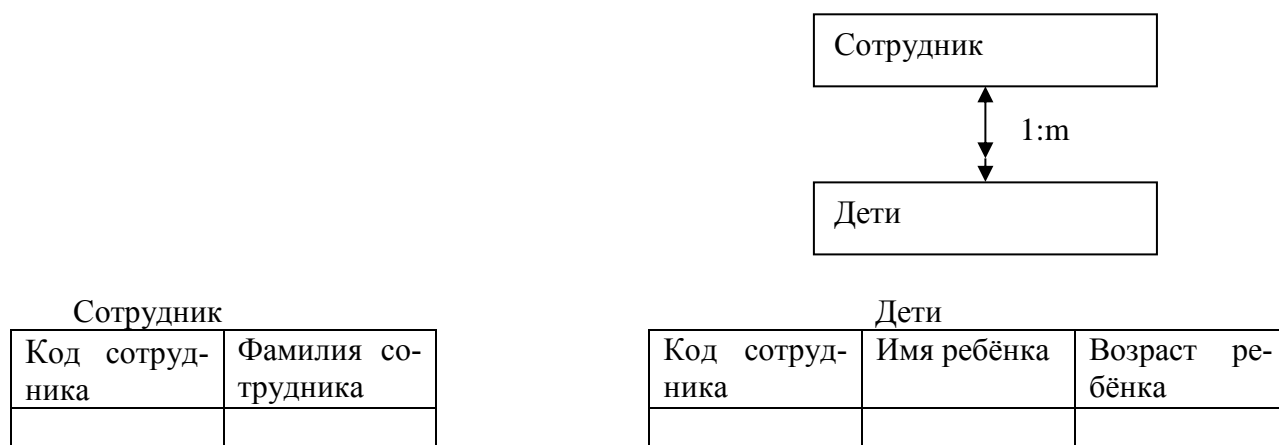 Сотрудник
1:m
Дети
Сотрудник
Дети
Код сотруд-
ника
Фамилия со-
трудника
Код сотруд-
ника
Имя ребёнка
Возраст ре-
бёнка